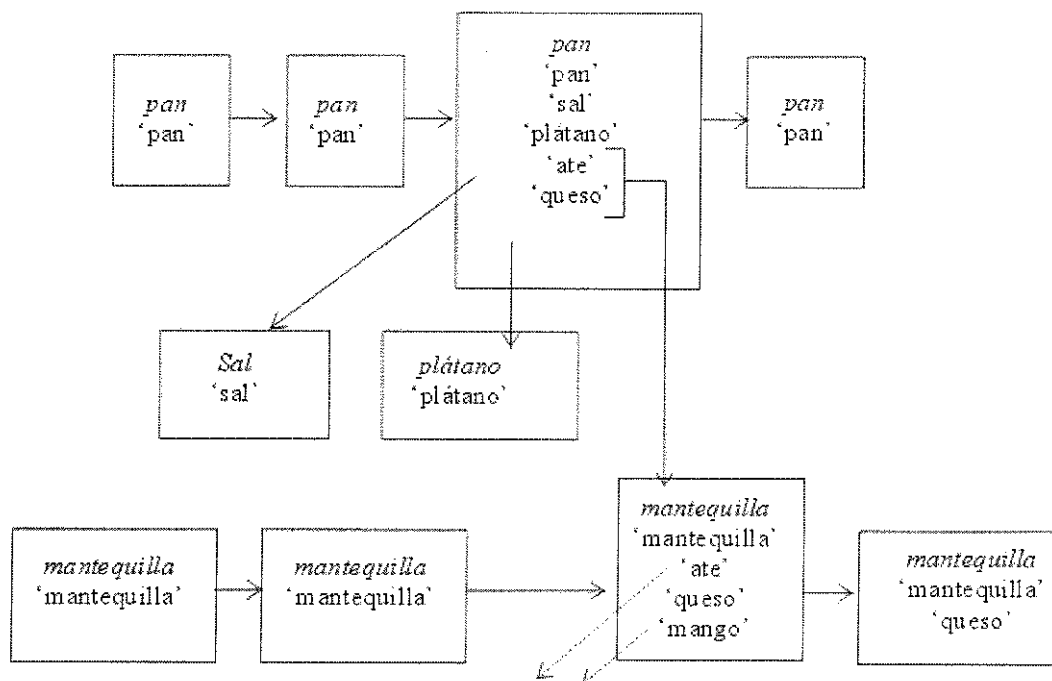 pan
‘pan’
pan
‘pan’
pan
‘pan’
‘sal’
‘plátano’
‘ate’
‘queso’
pan
‘pan’
Sal
‘sal’
plátano
‘plátano’
mantequilla
‘mantequilla’
mantequilla
‘mantequilla’
mantequilla
‘mantequilla’
‘ate’
‘queso’
‘mango’
mantequilla
‘mantequilla’
‘queso’